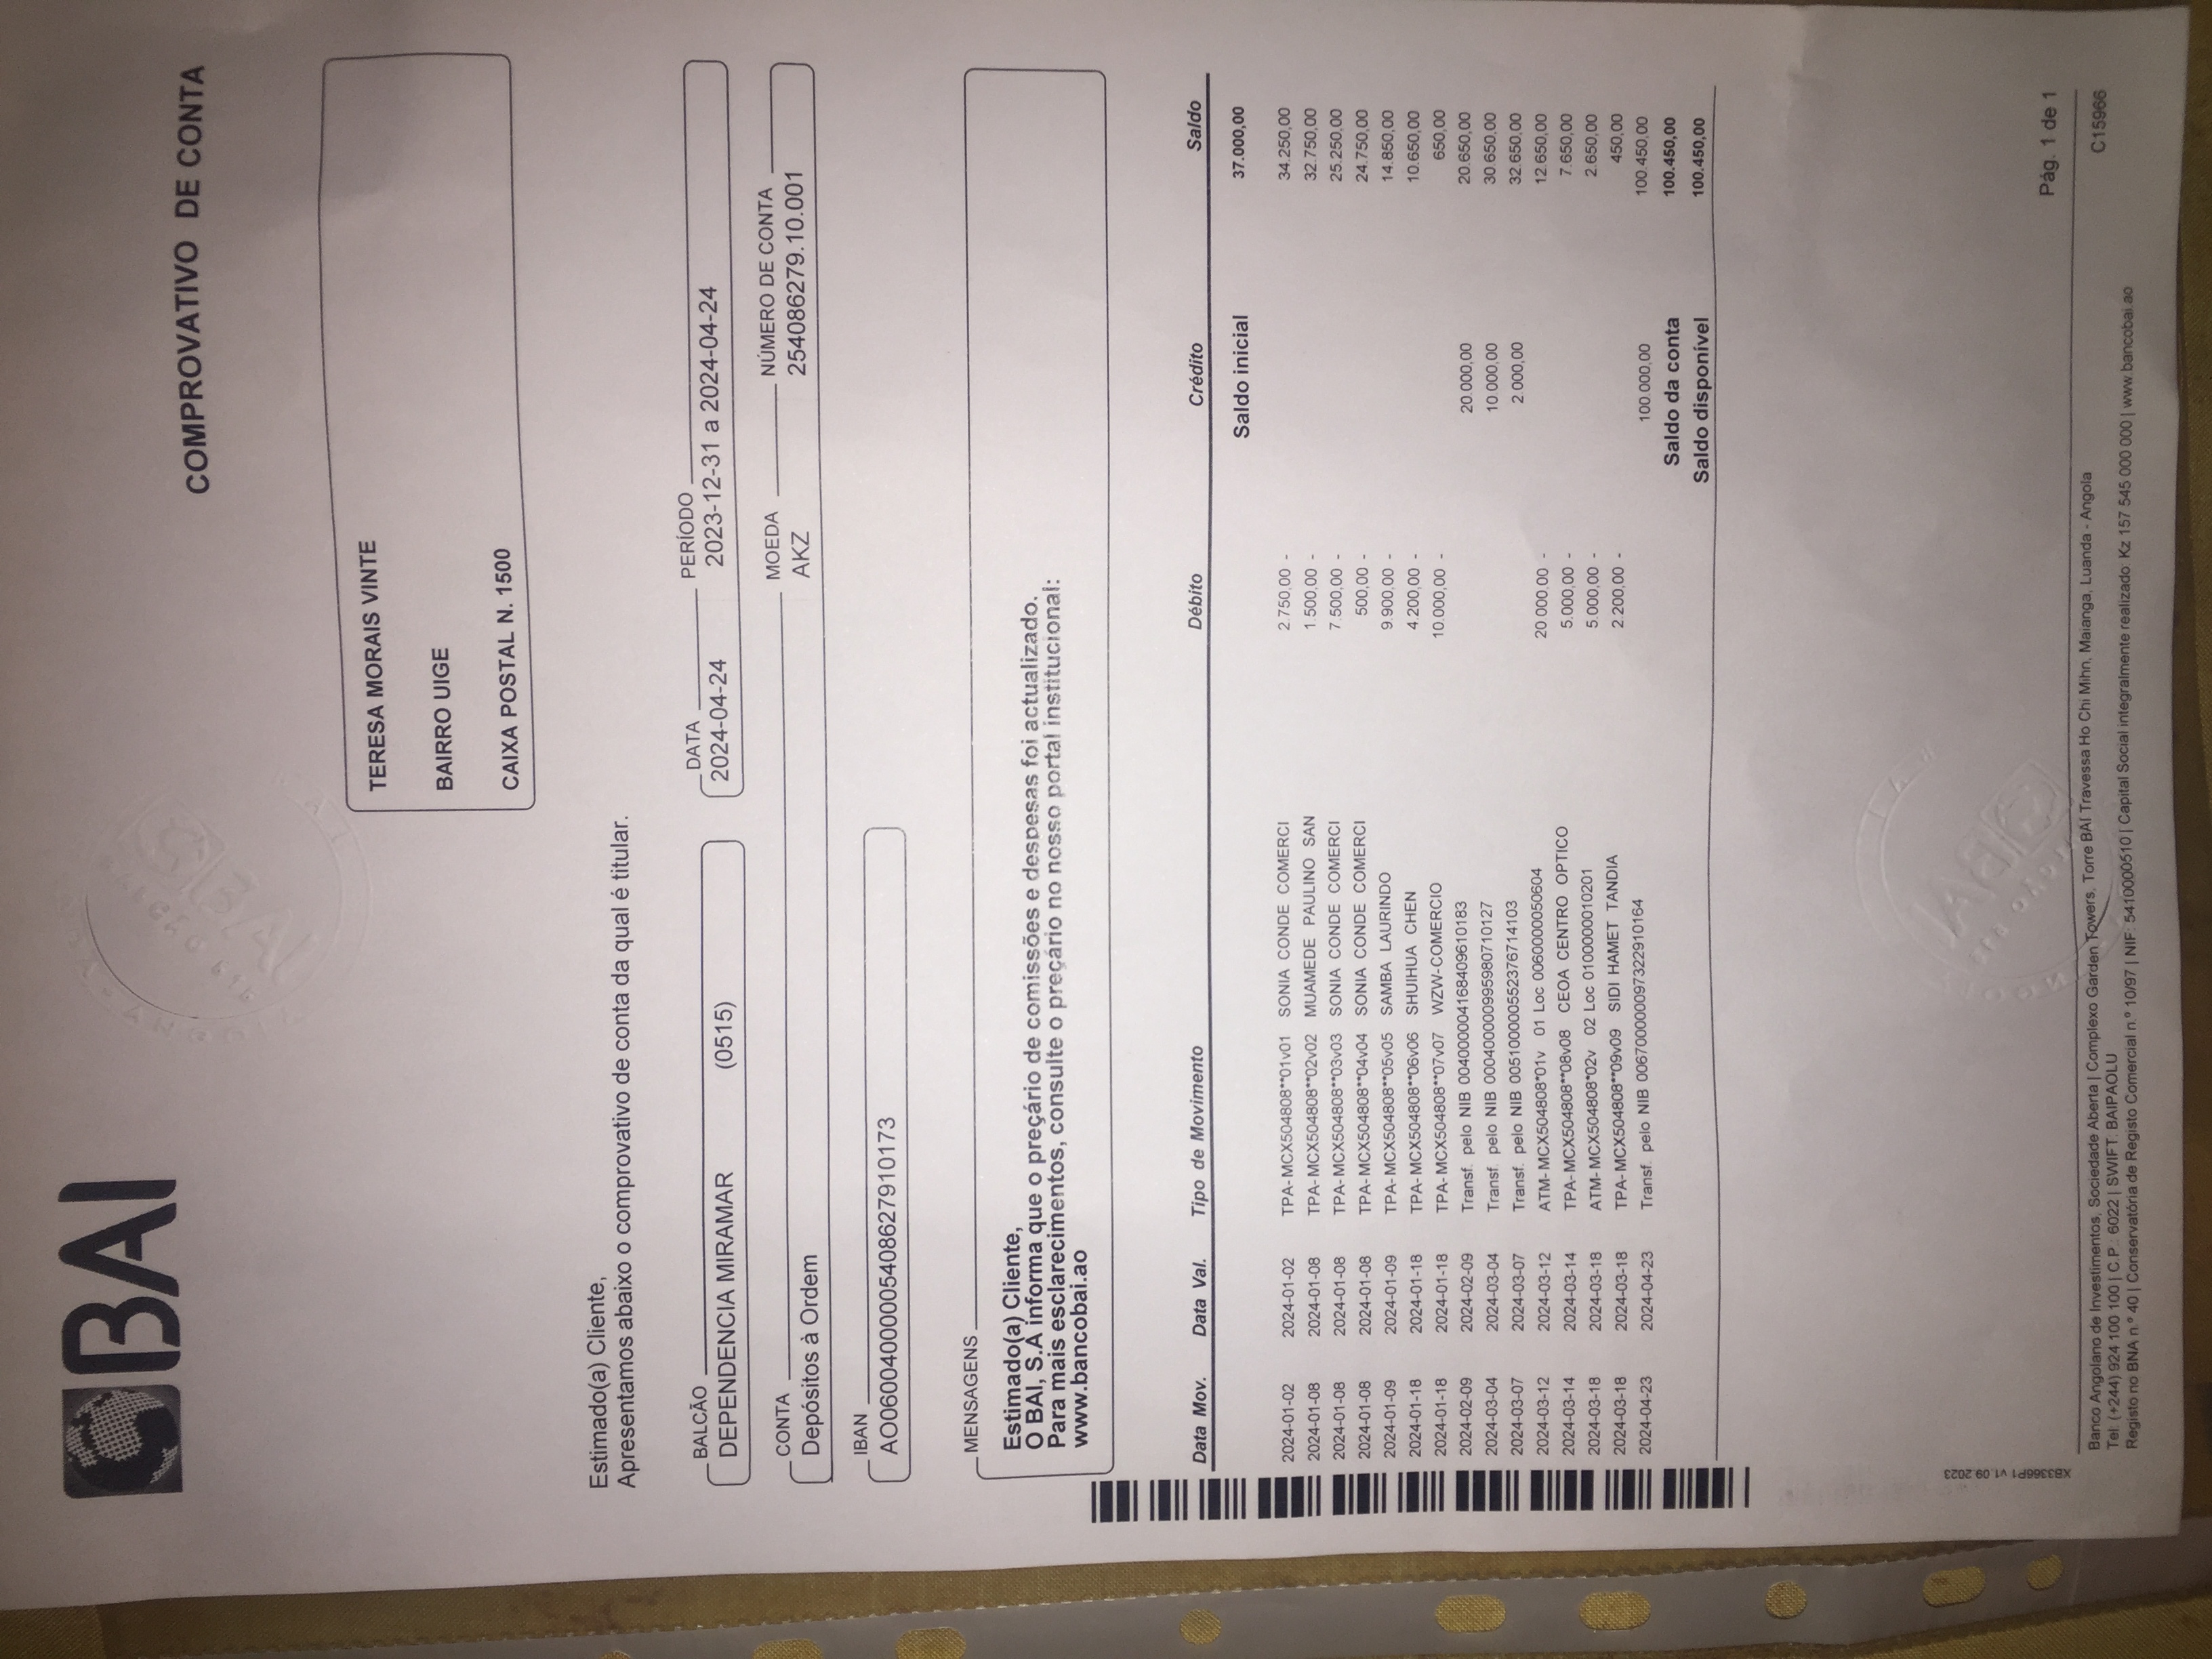 BAI
COMPROVATIVO DE CONTA
TERESA MORAIS VINTE
BAIRRO UIGE
CAIXA POSTAL N. 1500
Estimado(a) Cliente,
Apresentamos abaixo o comprovativo de conta da qual é titular.
BALCÃO DATA PERÍODO
DEPENDENCIA MIRAMAR (0515) 2024-04-24 2023-12-31 a 2024-04-24
CONTA MOEDA NÚMERO DE CONTA
Depósitos à Ordem AKZ 254086279.10.001
IBAN
AO06004000005408627910173
MENSAGENS
Estimado(a) Cliente,
O BAI, S.A informa que o preçário de comissões e despesas foi actualizado.
Para mais esclarecimentos, consulte o preçário no nosso portal institucional:
www.bancobai.ao
Data Mov. Data Val. Tipo de Movimento Débito Crédito Saldo
Saldo inicial 37.000,00
2024-01-02 2024-01-02 TPA-MCX504808**01v01 SONIA CONDE COMERCI 2.750,00 - 34.250,00
2024-01-08 2024-01-08 TPA-MCX504808**02v02 MUAMEDE PAULINO SAN 1.500,00 - 32.750,00
2024-01-08 2024-01-08 TPA-MCX504808**03v03 SONIA CONDE COMERCI 7.500,00 - 25.250,00
2024-01-08 2024-01-08 TPA-MCX504808**04v04 SONIA CONDE COMERCI 500,00 - 24.750,00
2024-01-09 2024-01-09 TPA-MCX504808**05v05 SAMBA LAURINDO 9.900,00 - 14.850,00
2024-01-18 2024-01-18 TPA-MCX504808**06v06 SHUIHUA CHEN 4.200,00 - 10.650,00
2024-01-18 2024-01-18 TPA-MCX504808**07v07 WZW-COMERCIO 10.000,00 - 650,00
2024-02-09 2024-02-09 Transf. pelo NIB 004000004168409610183 20.000,00 20.650,00
2024-03-04 2024-03-04 Transf. pelo NIB 000400000995980710127 10 000,00 30.650,00
2024-03-07 2024-03-07 Transf. pelo NIB 005100000552376714103 2 000,00 32.650,00
2024-03-12 2024-03-12 ATM-MCX504808*01v 01 Loc 0060000050604 20 000,00 - 12.650,00
2024-03-14 2024-03-14 TPA-MCX504808**08v08 CEOA CENTRO OPTICO 5.000,00 - 7.650,00
2024-03-18 2024-03-18 ATM-MCX504808*02v 02 Loc 0100000010201 5.000,00 - 2.650,00
2024-03-18 2024-03-18 TPA-MCX504808**09v09 SIDI HAMET TANDIA 2.200,00 - 450,00
2024-04-23 2024-04-23 Transf. pelo NIB 006700000097322910164 100.000,00 100.450,00
Saldo da conta 100.450,00
Saldo disponível 100.450,00
XB3366P1 v1.09.2023
Pág. 1 de 1
Banco Angolano de Investimentos, Sociedade Aberta | Complexo Garden Towers, Torre BAI Travessa Ho Chi Mihn, Maianga, Luanda - Angola
C15966
Tel: (+244) 924 100 100 | C.P.: 6022 | SWIFT: BAIPAOLU
Registo no BNA n.º 40 | Conservatória de Registo Comercial n.º 10/97 | NIF: 5410000510 | Capital Social integralmente realizado: Kz 157 545 000 000 | www.bancobai.ao